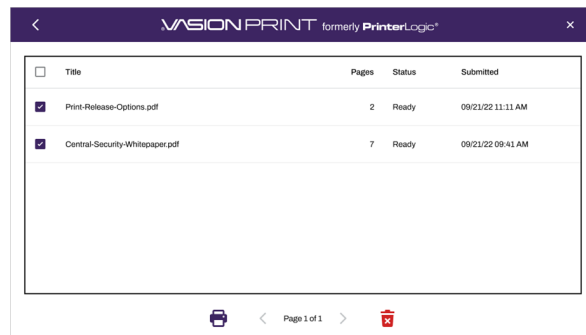 VASION PRINT formerly PrinterLogic®
Title Pages Status Submitted
Print-Release-Options.pdf 2 Ready 09/21/22 11:11 AM
Central-Security-Whitepaper.pdf 7 Ready 09/21/22 09:41 AM
Page 1 of 1